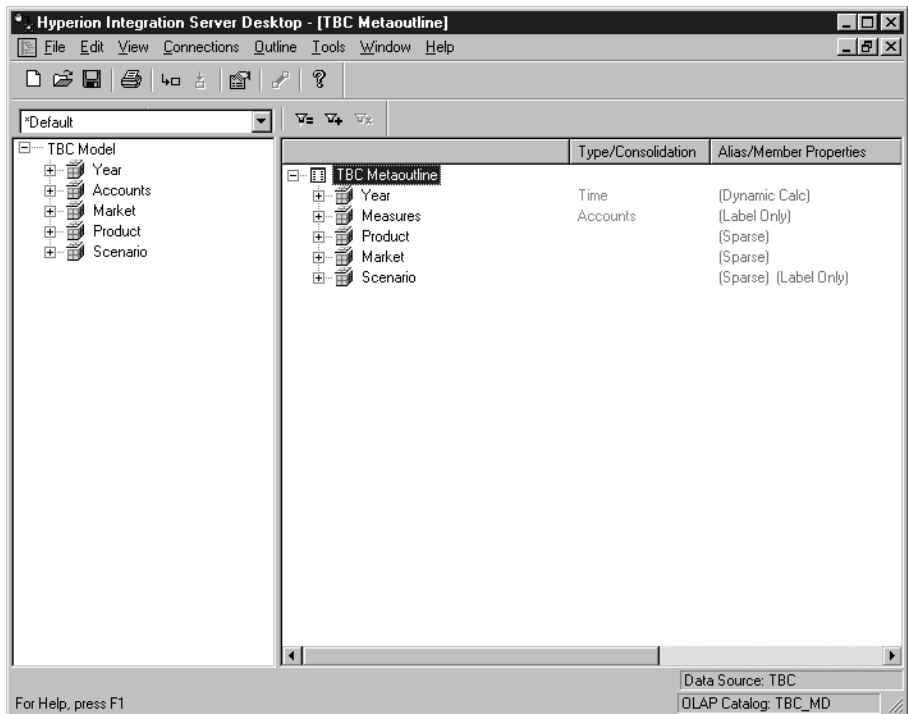 Hyperion Integration Server Desktop - [TBC Metaoutline]
File Edit View Connections Outline Tools Window Help
*Default
TBC Model
Year
Accounts
Market
Product
Scenario
Type/Consolidation Alias/Member Properties
TBC Metaoutline
Year Time (Dynamic Calc)
Measures Accounts (Label Only)
Product (Sparse)
Market (Sparse)
Scenario (Sparse) (Label Only)
Data Source: TBC
For Help, press F1 OLAP Catalog: TBC_MD